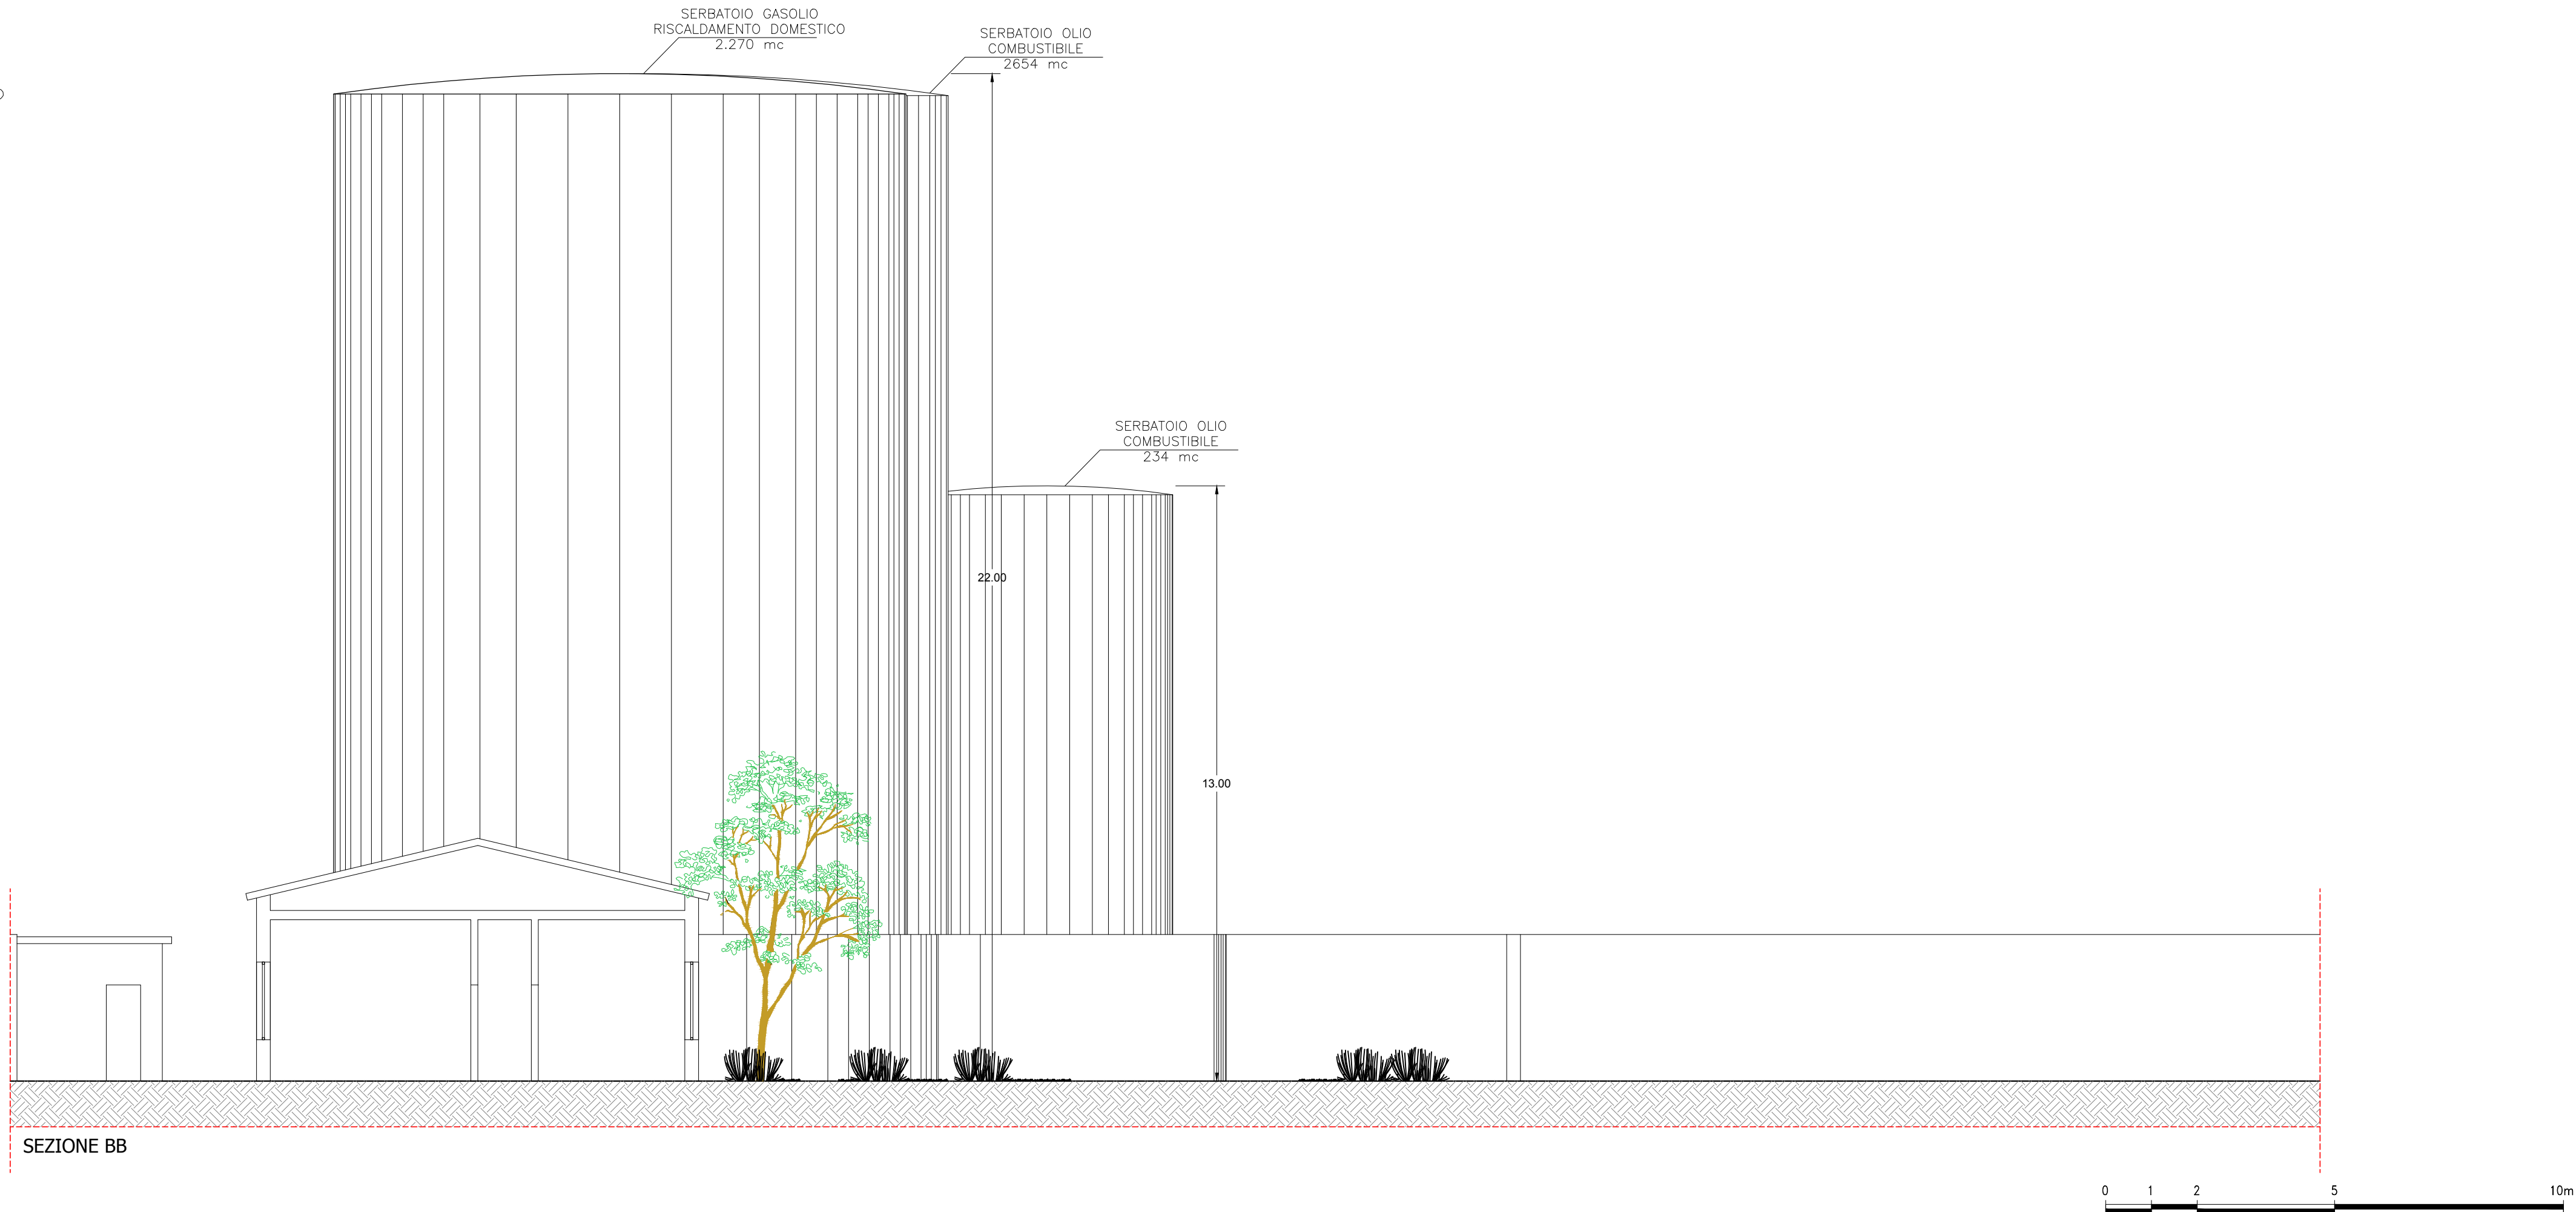 SERBATOIO GASOLIO
RISCALDAMENTO DOMESTICO
2.270 mc
SERBATOIO OLIO
COMBUSTIBILE
2654 mc
SERBATOIO OLIO
COMBUSTIBILE
234 mc
22.00
13.00
SEZIONE BB
0 1 2 5 10m